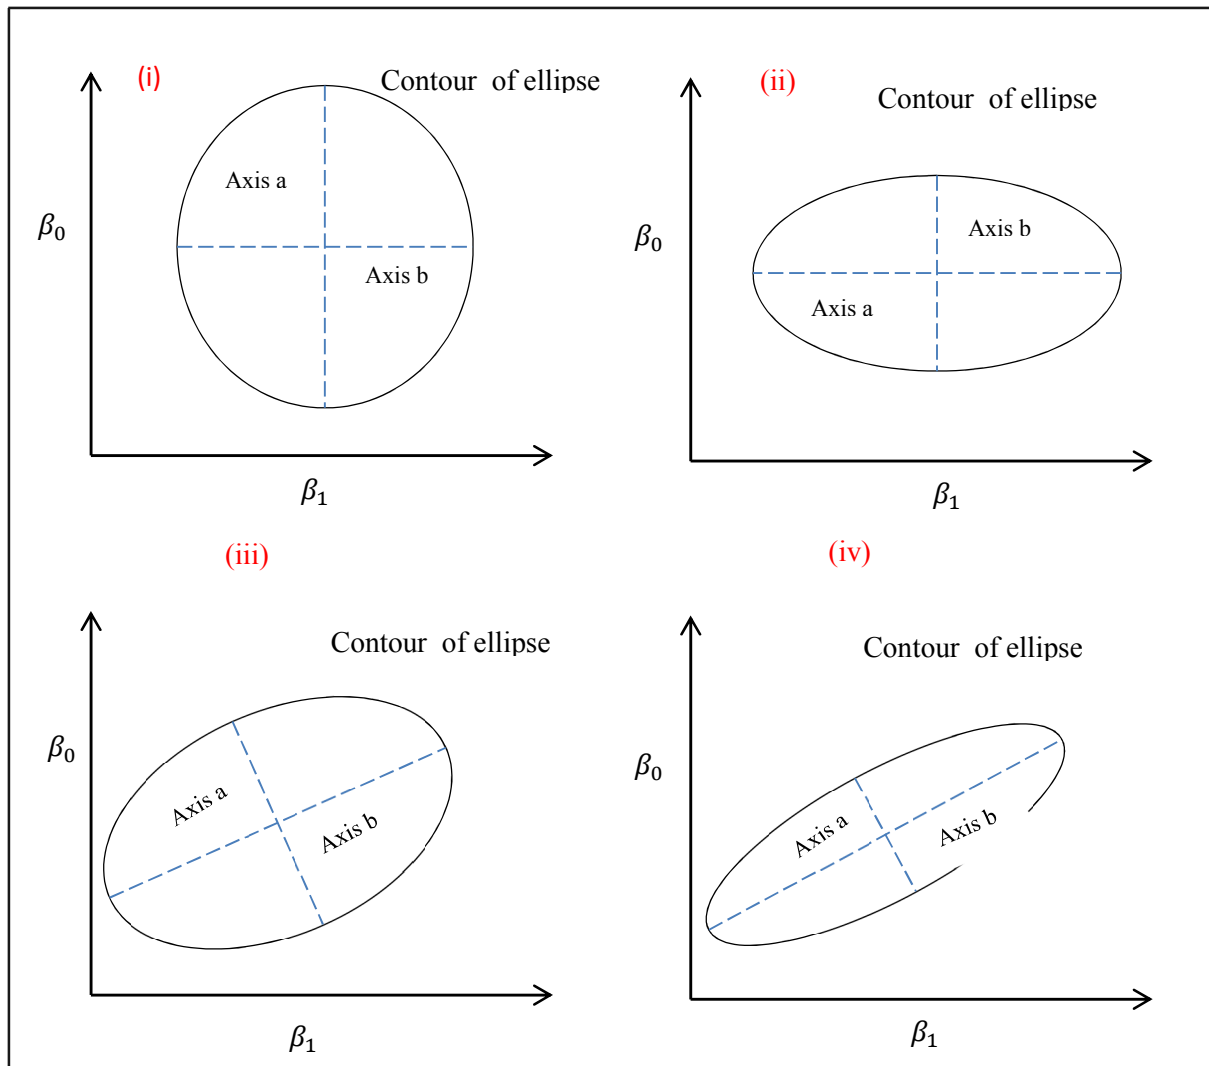 (i)
Contour of ellipse
Axis a
Axis b
β₀
β₁
(ii)
Contour of ellipse
Axis b
Axis a
β₀
β₁
(iii)
Contour of ellipse
Axis a
Axis b
β₀
β₁
(iv)
Contour of ellipse
Axis a
Axis b
β₀
β₁